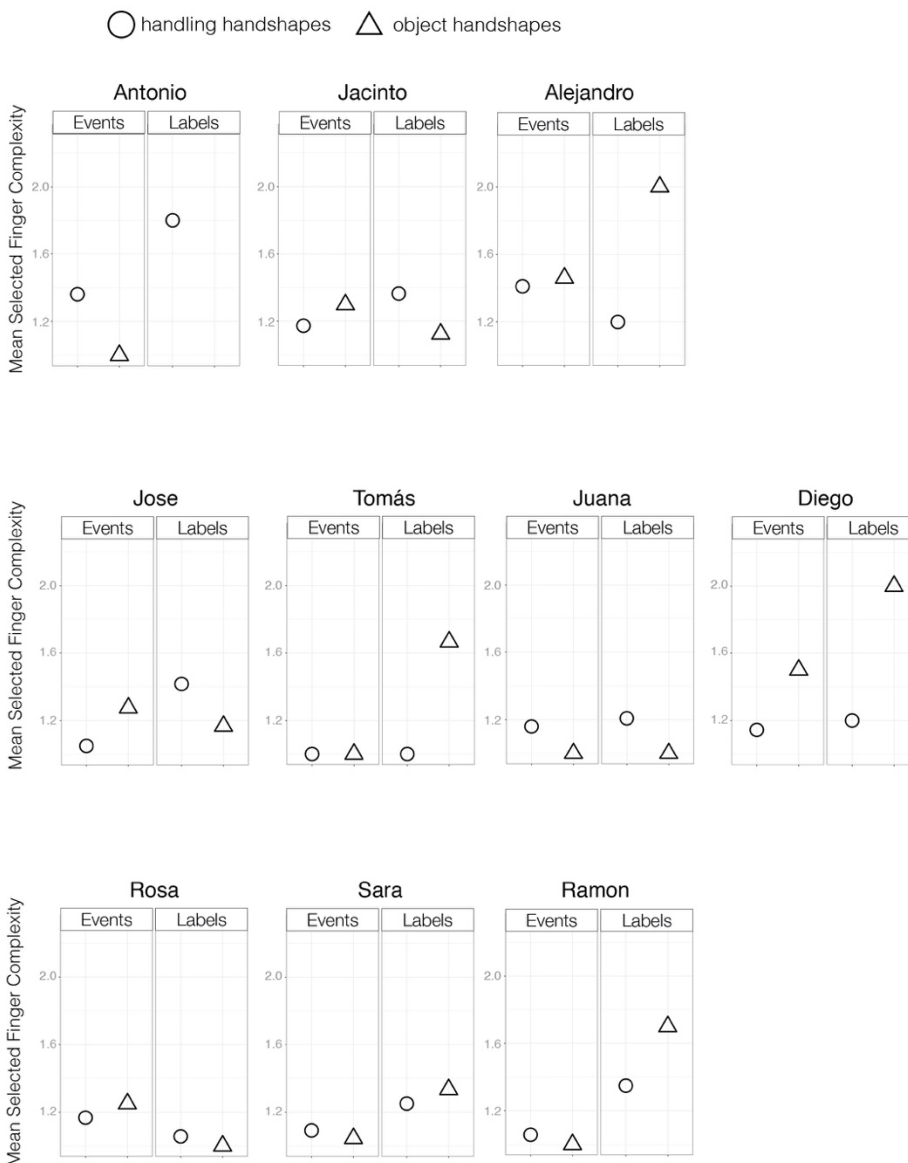 handling handshapes object handshapes
Antonio Jacinto Alejandro
Events Labels Events Labels Events Labels
Mean Selected Finger Complexity
2.0 2.0 2.0
1.6 1.6 1.6
1.2 1.2 1.2
Jose Tomás Juana Diego
Events Labels Events Labels Events Labels Events Labels
Mean Selected Finger Complexity
2.0 2.0 2.0 2.0
1.6 1.6 1.6 1.6
1.2 1.2 1.2 1.2
Rosa Sara Ramon
Events Labels Events Labels Events Labels
Mean Selected Finger Complexity
2.0 2.0 2.0
1.6 1.6 1.6
1.2 1.2 1.2